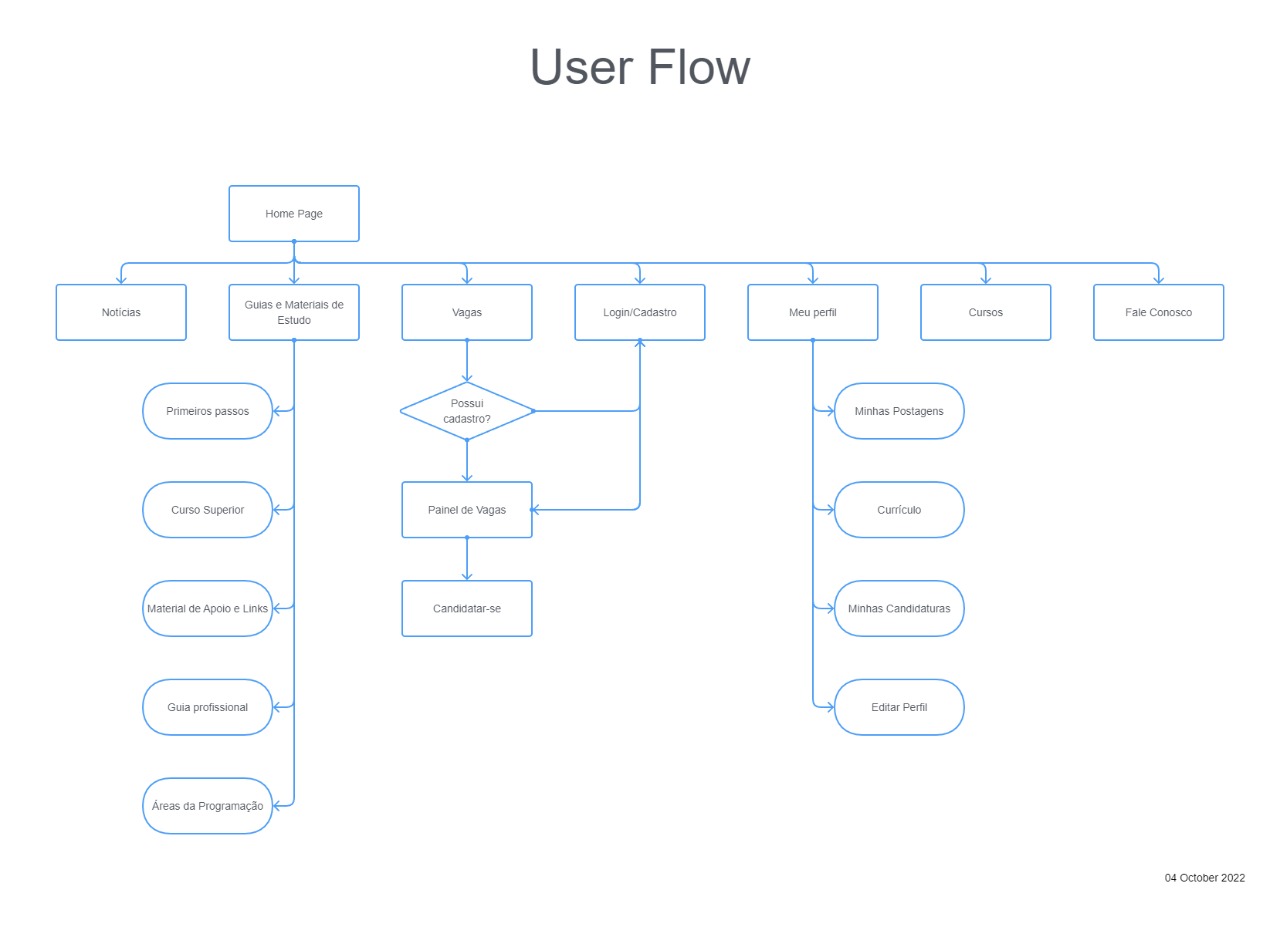 User Flow
Home Page
Notícias
Guias e Materiais de
Estudo
Vagas
Login/Cadastro
Meu perfil
Cursos
Fale Conosco
Primeiros passos
Possui
cadastro?
Minhas Postagens
Curso Superior
Painel de Vagas
Currículo
Material de Apoio e Links
Candidatar-se
Minhas Candidaturas
Guia profissional
Editar Perfil
Áreas da Programação
04 October 2022